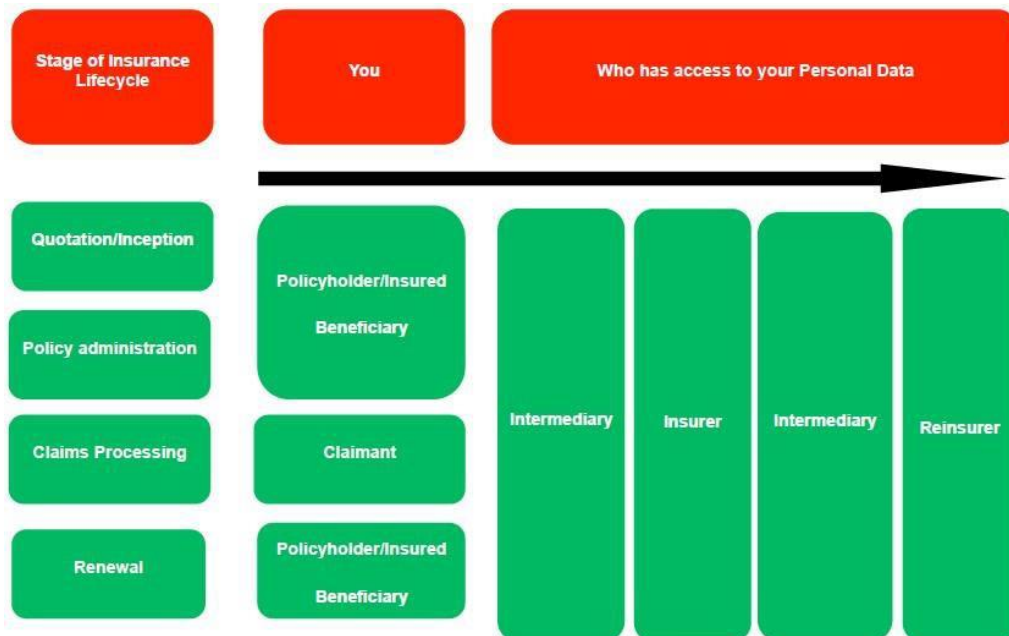 Stage of Insurance
Lifecycle
You
Who has access to your Personal Data
Quotation/Inception
Policy administration
Claims Processing
Renewal
Policyholder/Insured
Beneficiary
Claimant
Policyholder/Insured
Beneficiary
Intermediary
Insurer
Intermediary
Reinsurer